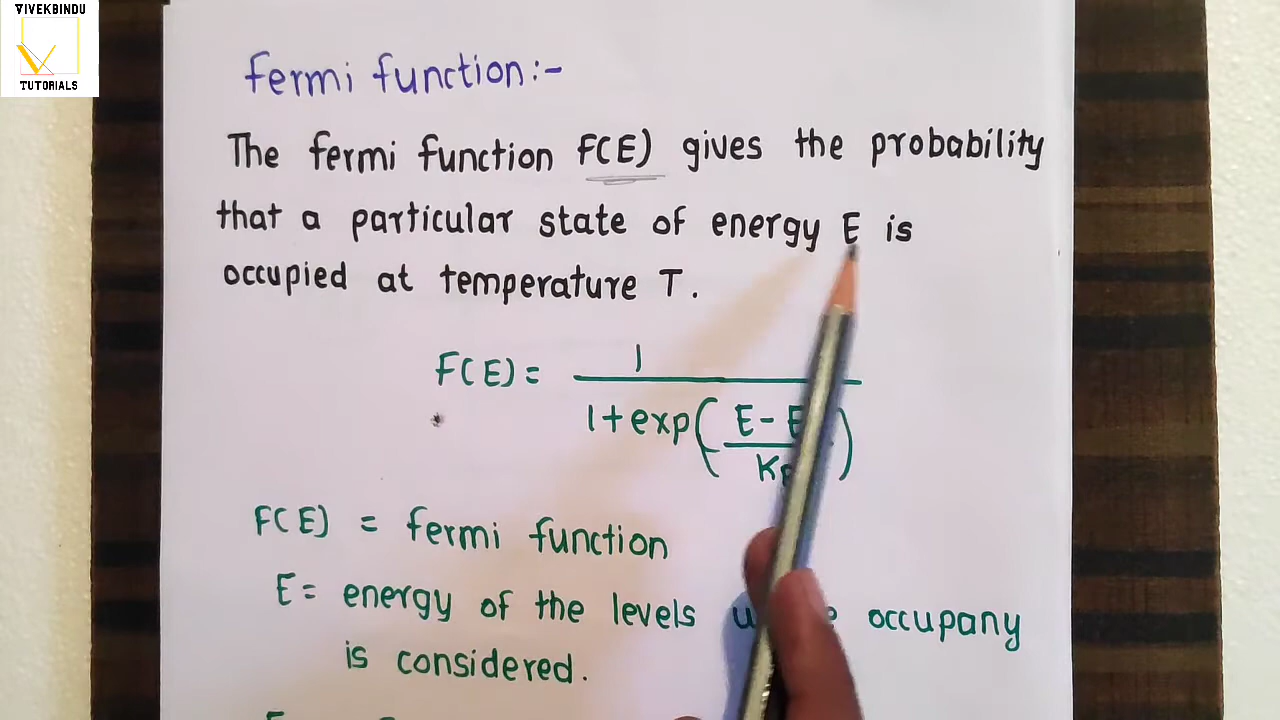 VIVEKBINDU
TUTORIALS
fermi function:-
The fermi function F(E) gives the probability
that a particular state of energy E is
occupied at temperature T.
F(E) = 1
1+exp(E-E
K
F(E) = fermi function
E = energy of the levels occupany
is considered.